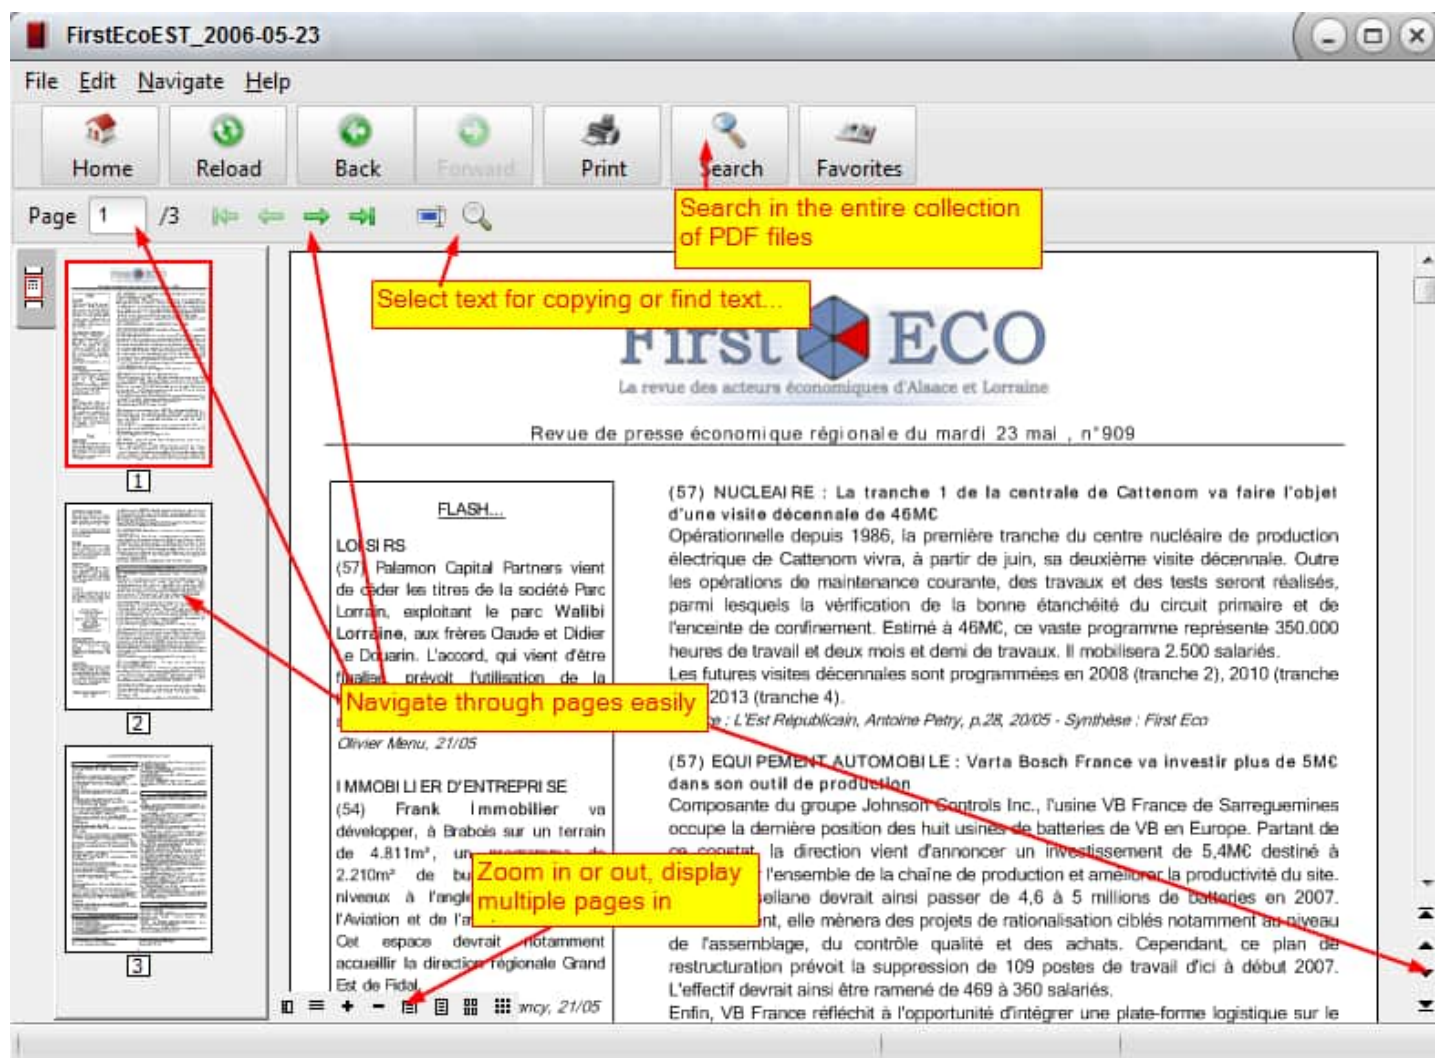 FirstEcoEST_2006-05-23
File Edit Navigate Help
Home Reload Back Forward Print Search Favorites
Page 1 /3
Search in the entire collection
of PDF files
Select text for copying or find text...
First ECO
La revue des acteurs économiques d'Alsace et Lorraine
Revue de presse économique régionale du mardi 23 mai , n°909
1
2
3
FLASH...
LOISIRS
(57) Palamon Capital Partners vient
de céder les titres de la société Parc
Lorrain, exploitant le parc Walibi
Lorraine, aux frères Claude et Didier
Le Douarin. L'accord, qui vient d'être
finalisé, prévoit l'utilisation de la
Navigate through pages easily
Olivier Menu, 21/05
IMMOBILIER D'ENTREPRISE
(54) Frank Immobilier va
développer, à Brabois sur un terrain
de 4.811m², un programme de
2.210m² de
niveaux à l'angle
l'Aviation et de
Cet espace devrait notamment
accueillir la direction régionale Grand
Est de Fidal.
21/05
Zoom in or out, display
multiple pages in
(57) NUCLEAIRE : La tranche 1 de la centrale de Cattenom va faire l'objet
d'une visite décennale de 46M€
Opérationnelle depuis 1986, la première tranche du centre nucléaire de production
électrique de Cattenom vivra, à partir de juin, sa deuxième visite décennale. Outre
les opérations de maintenance courante, des travaux et des tests seront réalisés,
parmi lesquels la vérification de la bonne étanchéité du circuit primaire et de
l'enceinte de confinement. Estimé à 46M€, ce vaste programme représente 350.000
heures de travail et deux mois et demi de travaux. Il mobilisera 2.500 salariés.
Les futures visites décennales sont programmées en 2008 (tranche 2), 2010 (tranche
2013 (tranche 4).
: L'Est Républicain, Antoine Petry, p.28, 20/05 - Synthèse : First Eco
(57) EQUIPEMENT AUTOMOBILE : Varta Bosch France va investir plus de 5M€
dans son outil de production
Composante du groupe Johnson Controls Inc., l'usine VB France de Sarreguemines
occupe la dernière position des huit usines de batteries de VB en Europe. Partant de
ce constat, la direction vient d'annoncer un investissement de 5,4M€ destiné à
l'ensemble de la chaîne de production et améliorer la productivité du site.
devrait ainsi passer de 4,6 à 5 millions de batteries en 2007.
elle mènera des projets de rationalisation ciblés notamment au niveau
de l'assemblage, du contrôle qualité et des achats. Cependant, ce plan de
restructuration prévoit la suppression de 109 postes de travail d'ici à début 2007.
L'effectif devrait ainsi être ramené de 469 à 360 salariés.
Enfin, VB France réfléchit à l'opportunité d'intégrer une plate-forme logistique sur le